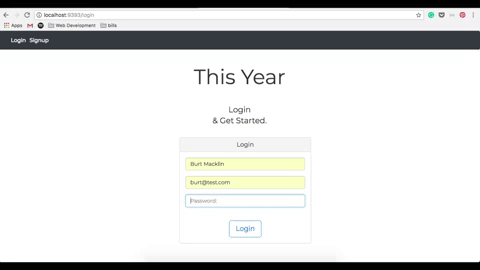 localhost:9393/login
Apps
Web Development
bills
Login Signup
This Year
Login
& Get Started.
Login
Burt Macklin
burt@test.com
Password:
Login